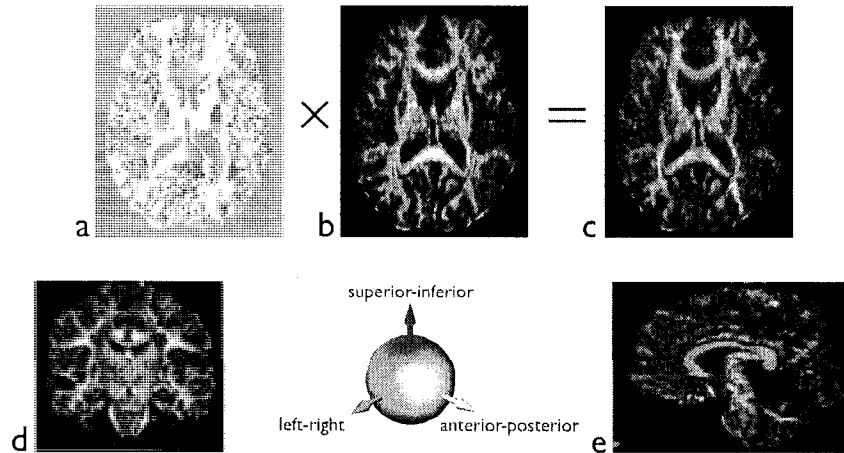 a
×
b
=
c
d
superior-inferior
left-right
anterior-posterior
e